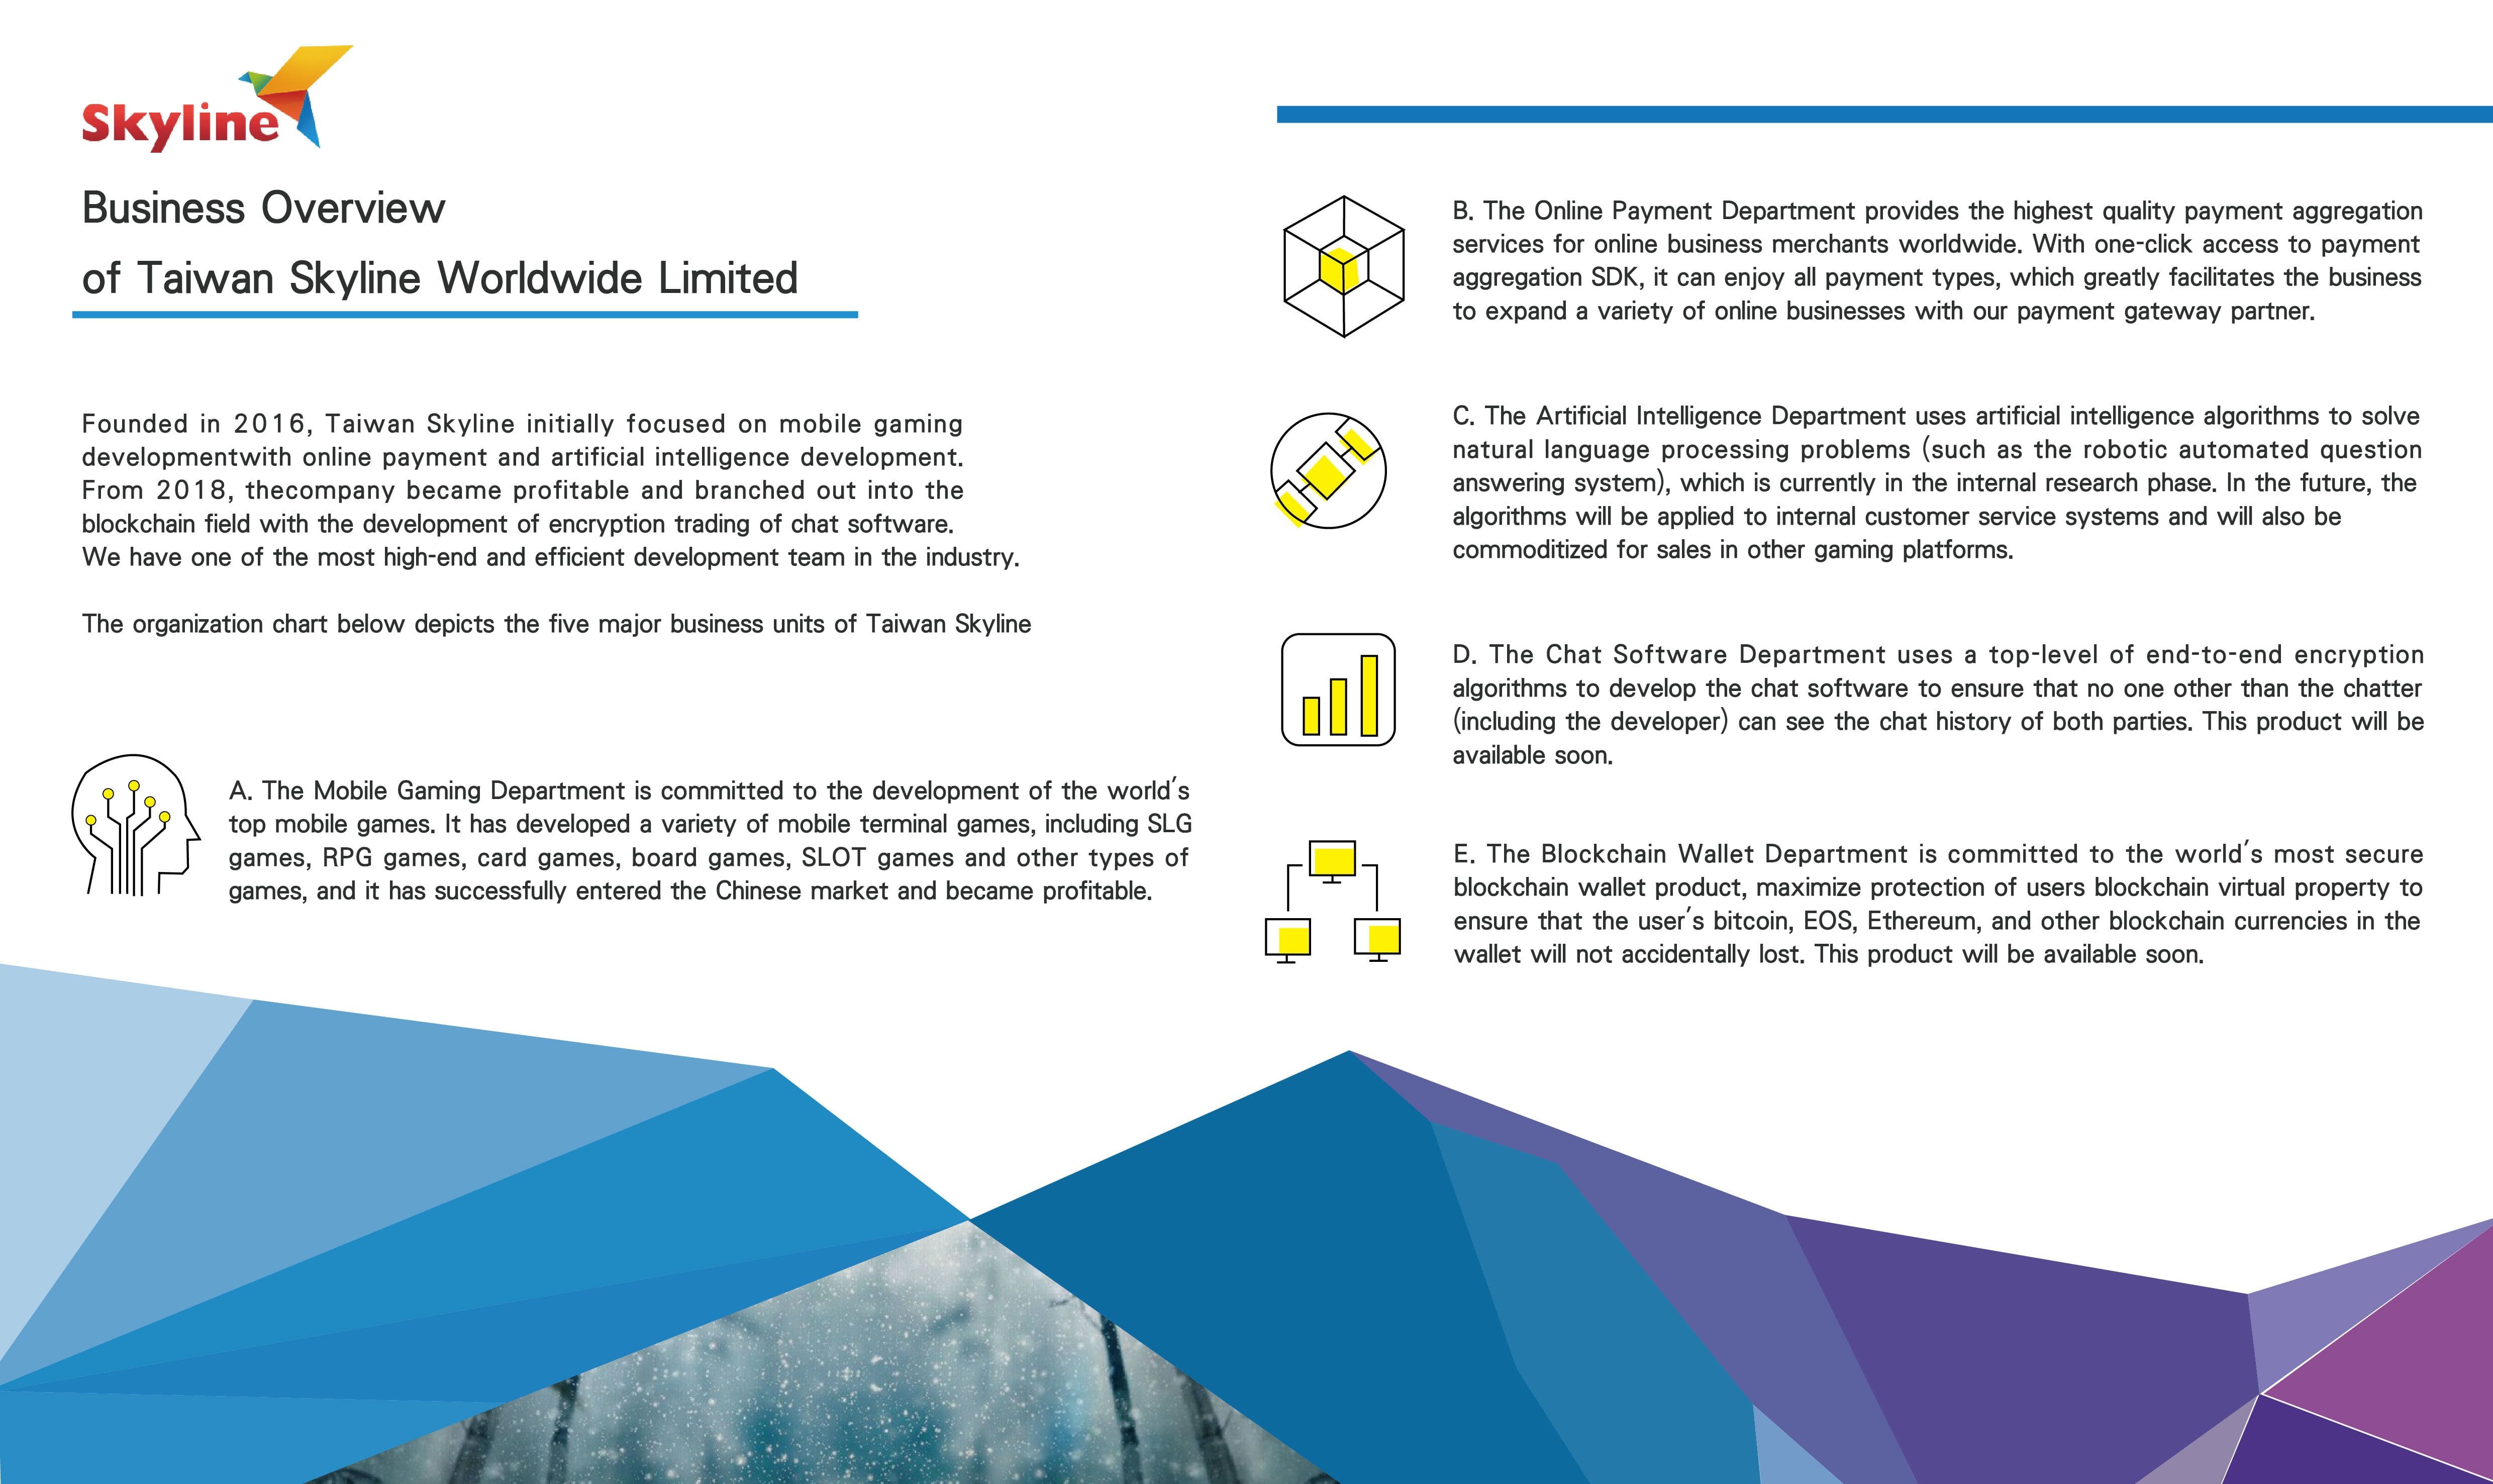 Skyline
Business Overview
of Taiwan Skyline Worldwide Limited
Founded in 2016, Taiwan Skyline initially focused on mobile gaming
developmentwith online payment and artificial intelligence development.
From 2018, thecompany became profitable and branched out into the
blockchain field with the development of encryption trading of chat software.
We have one of the most high-end and efficient development team in the industry.
The organization chart below depicts the five major business units of Taiwan Skyline
A. The Mobile Gaming Department is committed to the development of the world's
top mobile games. It has developed a variety of mobile terminal games, including SLG
games, RPG games, card games, board games, SLOT games and other types of
games, and it has successfully entered the Chinese market and became profitable.
B. The Online Payment Department provides the highest quality payment aggregation
services for online business merchants worldwide. With one-click access to payment
aggregation SDK, it can enjoy all payment types, which greatly facilitates the business
to expand a variety of online businesses with our payment gateway partner.
C. The Artificial Intelligence Department uses artificial intelligence algorithms to solve
natural language processing problems (such as the robotic automated question
answering system), which is currently in the internal research phase. In the future, the
algorithms will be applied to internal customer service systems and will also be
commoditized for sales in other gaming platforms.
D. The Chat Software Department uses a top-level of end-to-end encryption
algorithms to develop the chat software to ensure that no one other than the chatter
(including the developer) can see the chat history of both parties. This product will be
available soon.
E. The Blockchain Wallet Department is committed to the world's most secure
blockchain wallet product, maximize protection of users blockchain virtual property to
ensure that the user's bitcoin, EOS, Ethereum, and other blockchain currencies in the
wallet will not accidentally lost. This product will be available soon.